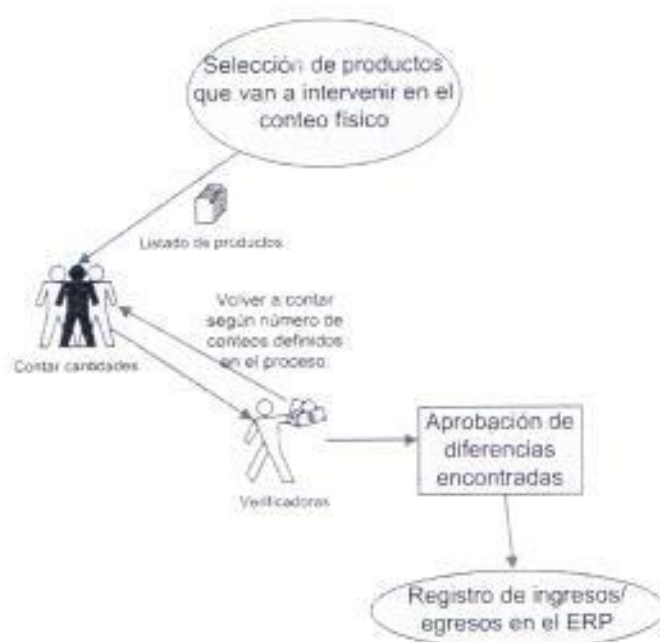 Selección de productos
que van a intervenir en el
conteo físico
Listado de productos
Volver a contar
según número de
conteos definidos
en el proceso
Contar cantidades
Verificadoras
Aprobación de
diferencias
encontradas
Registro de ingresos/
egresos en el ERP